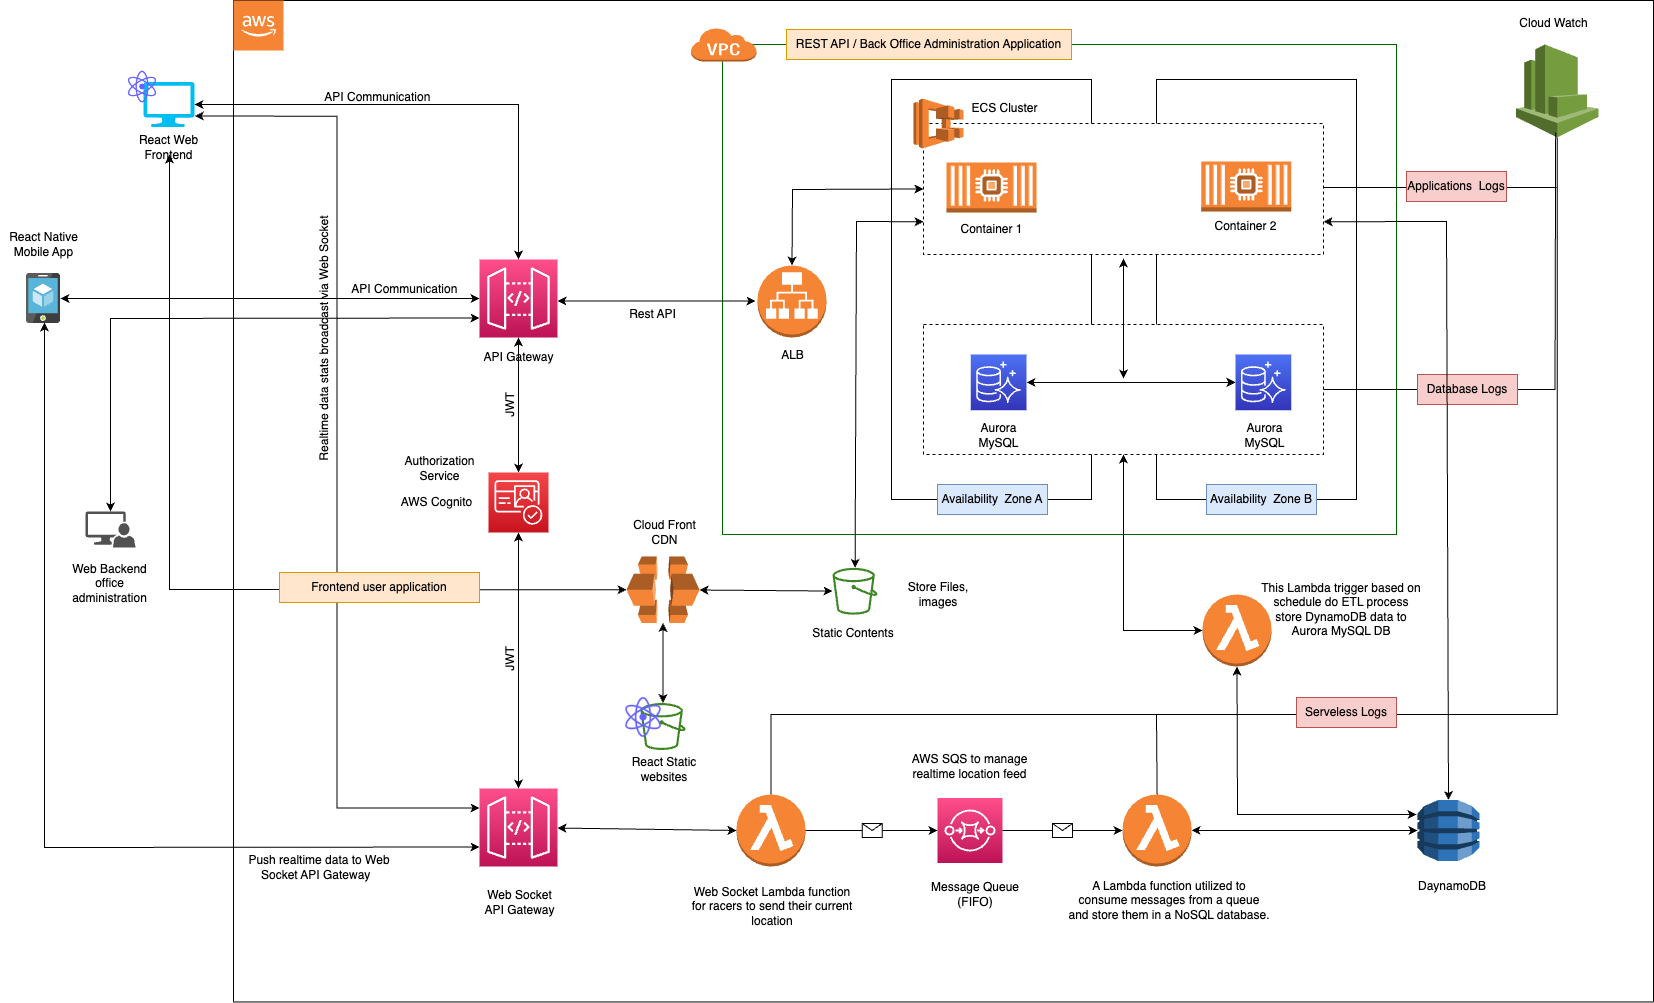 aws
Cloud Watch
VPC
REST API / Back Office Administration Application
API Communication
ECS Cluster
React Web
Frontend
Container 1
Container 2
Applications  Logs
React Native
Mobile App
Realtime data stats broadcast via Web Socket
API Communication
Rest API
API Gateway
ALB
JWT
Aurora
MySQL
Aurora
MySQL
Database Logs
Authorization
Service
AWS Cognito
Availability  Zone A
Availability  Zone B
Cloud Front
CDN
Web Backend
office
administration
Frontend user application
Store Files,
images
Static Contents
This Lambda trigger based on
schedule do ETL process
store DynamoDB data to
Aurora MySQL DB
JWT
Serveless Logs
React Static
websites
AWS SQS to manage
realtime location feed
Push realtime data to Web
Socket API Gateway
Web Socket
API Gateway
Web Socket Lambda function
for racers to send their current
location
Message Queue
(FIFO)
A Lambda function utilized to
consume messages from a queue
and store them in a NoSQL database.
DaynamoDB